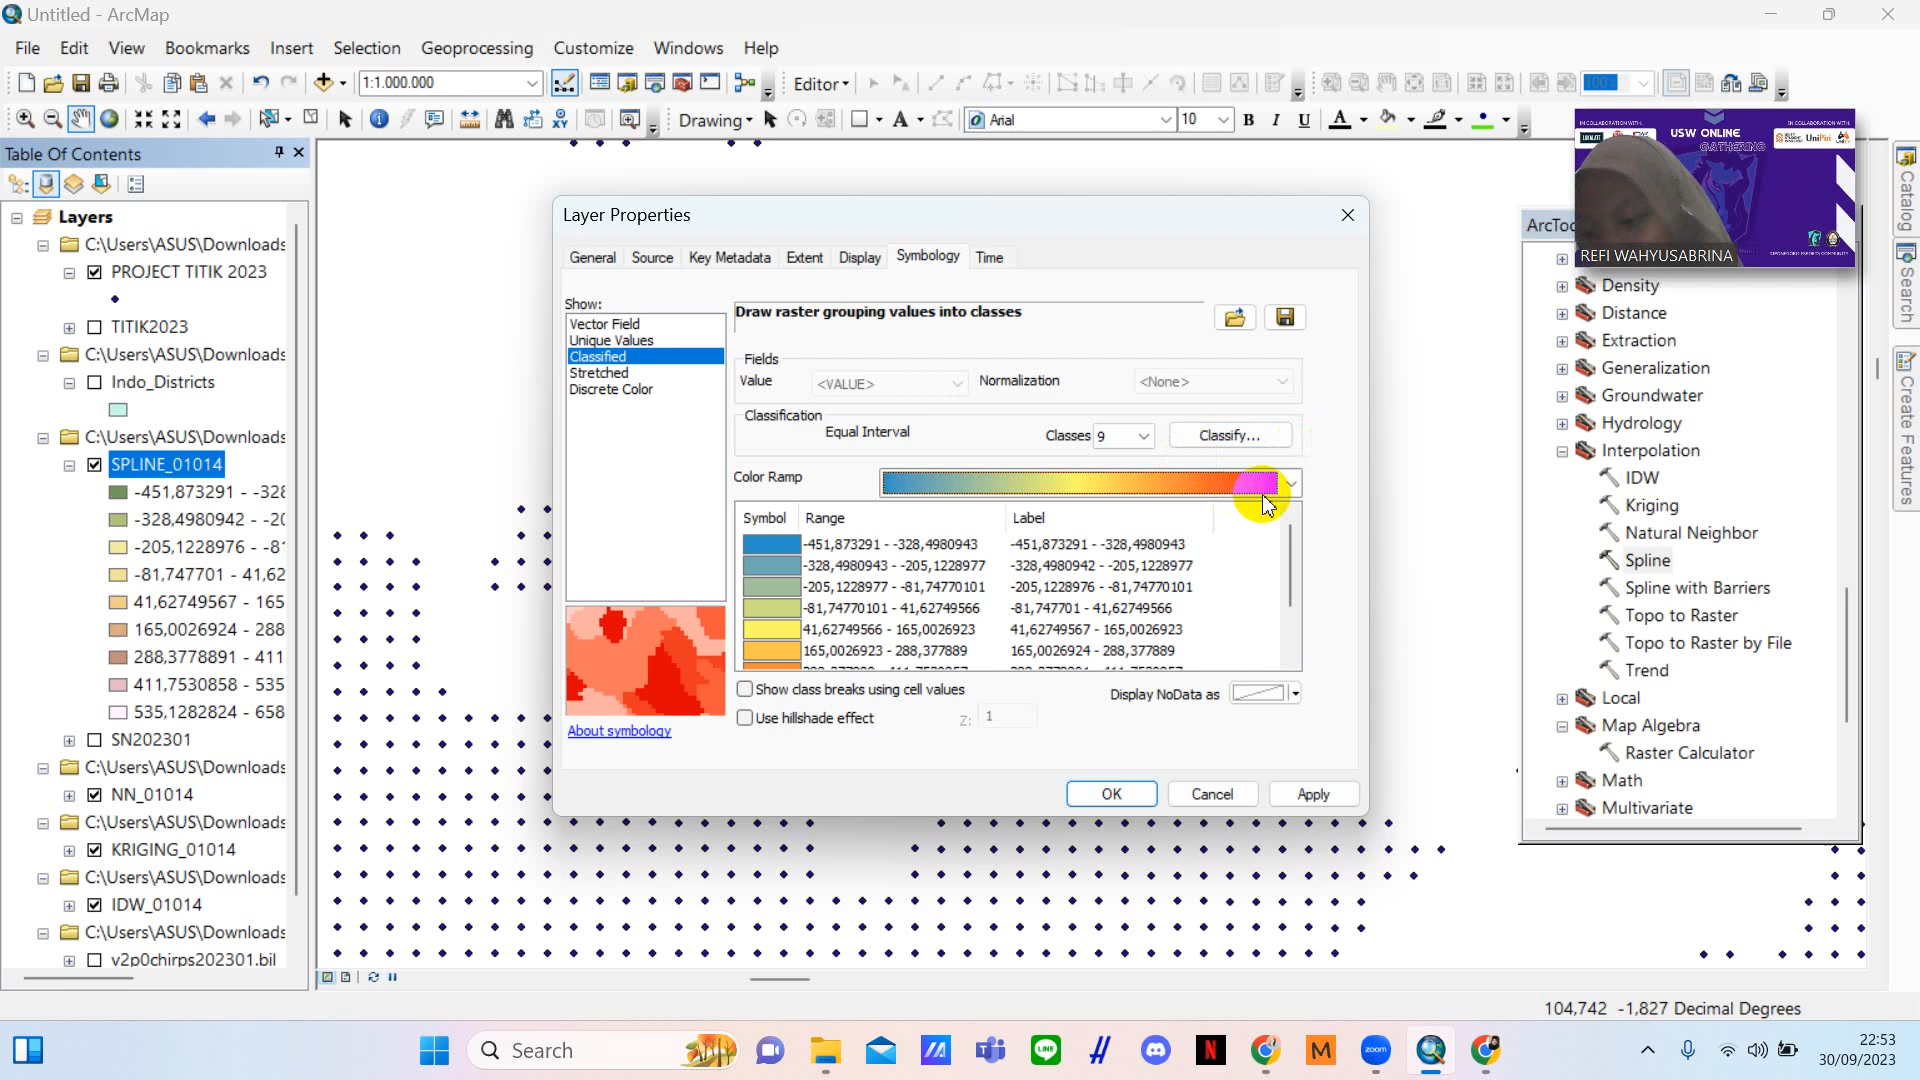 Untitled - ArcMap
File Edit View Bookmarks Insert Selection Geoprocessing Customize Windows Help
1:1.000.000
Editor
100%
Drawing
Arial
10
B I U A
Table Of Contents
Layers
C:\Users\ASUS\Downloads
PROJECT TITIK 2023
TITIK2023
C:\Users\ASUS\Downloads
Indo_Districts
C:\Users\ASUS\Downloads
SPLINE_01014
-451,873291 - -328
-328,4980942 - -20
-205,1228976 - -8
-81,747701 - 41,62
41,62749567 - 165
165,0026924 - 288
288,3778891 - 411
411,7530858 - 535
535,1282824 - 658
SN202301
C:\Users\ASUS\Downloads
NN_01014
C:\Users\ASUS\Downloads
KRIGING_01014
C:\Users\ASUS\Downloads
IDW_01014
C:\Users\ASUS\Downloads
v2p0chirps202301.bil
Layer Properties
General Source Key Metadata Extent Display Symbology Time
Show:
Vector Field
Unique Values
Classified
Stretched
Discrete Color
About symbology
Draw raster grouping values into classes
Fields
Value <VALUE> Normalization <None>
Classification
Equal Interval Classes 9 Classify...
Color Ramp
Symbol Range Label
-451,873291 - -328,4980943 -451,873291 - -328,4980943
-328,4980943 - -205,1228977 -328,4980942 - -205,1228977
-205,1228977 - -81,74770101 -205,1228976 - -81,74770101
-81,74770101 - 41,62749566 -81,747701 - 41,62749566
41,62749566 - 165,0026923 41,62749567 - 165,0026923
165,0026923 - 288,377889 165,0026924 - 288,377889
Show class breaks using cell values Display NoData as
Use hillshade effect Z: 1
OK Cancel Apply
IN COLLABORATION WITH: IN COLLABORATION WITH:
USW ONLINE
GATHERING
UniPin
REFI WAHYUSABRINA
ArcToo
Density
Distance
Extraction
Generalization
Groundwater
Hydrology
Interpolation
IDW
Kriging
Natural Neighbor
Spline
Spline with Barriers
Topo to Raster
Topo to Raster by File
Trend
Local
Map Algebra
Raster Calculator
Math
Multivariate
Catalog
Search
Create Features
104,742 -1,827 Decimal Degrees
Search
LINE
N
M
zoom
22:53
30/09/2023